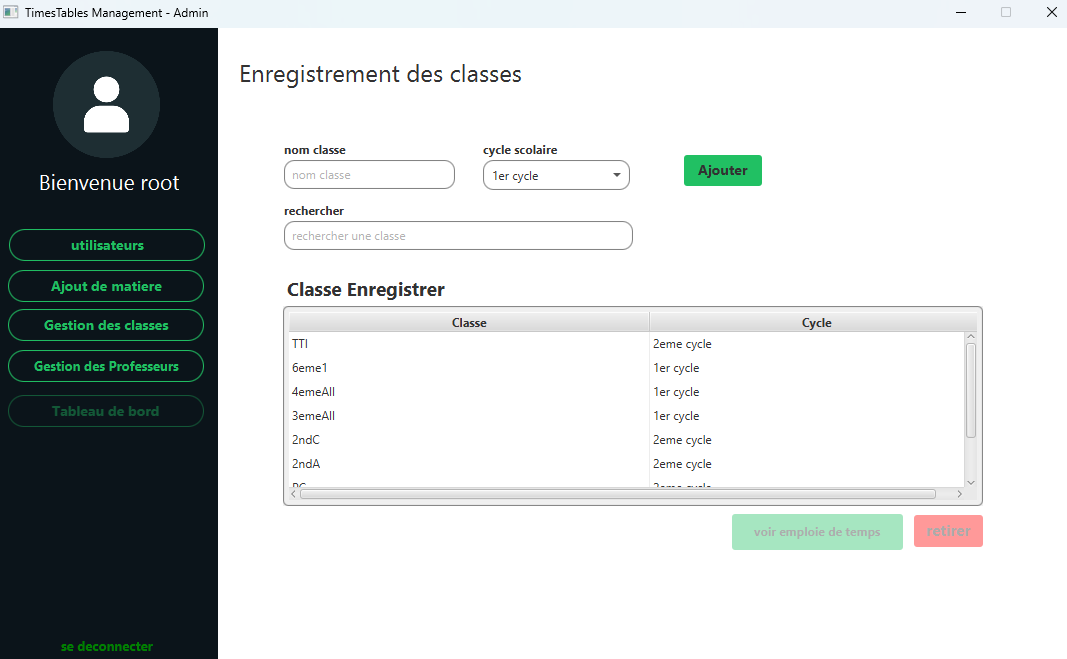 TimesTables Management - Admin
Bienvenue root
utilisateurs
Ajout de matiere
Gestion des classes
Gestion des Professeurs
Tableau de bord
se deconnecter
Enregistrement des classes
nom classe
cycle scolaire
nom classe
1er cycle
Ajouter
rechercher
rechercher une classe
Classe Enregistrer
Classe Cycle
TTI 2eme cycle
6eme1 1er cycle
4emeAll 1er cycle
3emeAll 1er cycle
2ndC 2eme cycle
2ndA 2eme cycle
2eme cycle
voir emploie de temps
retirer